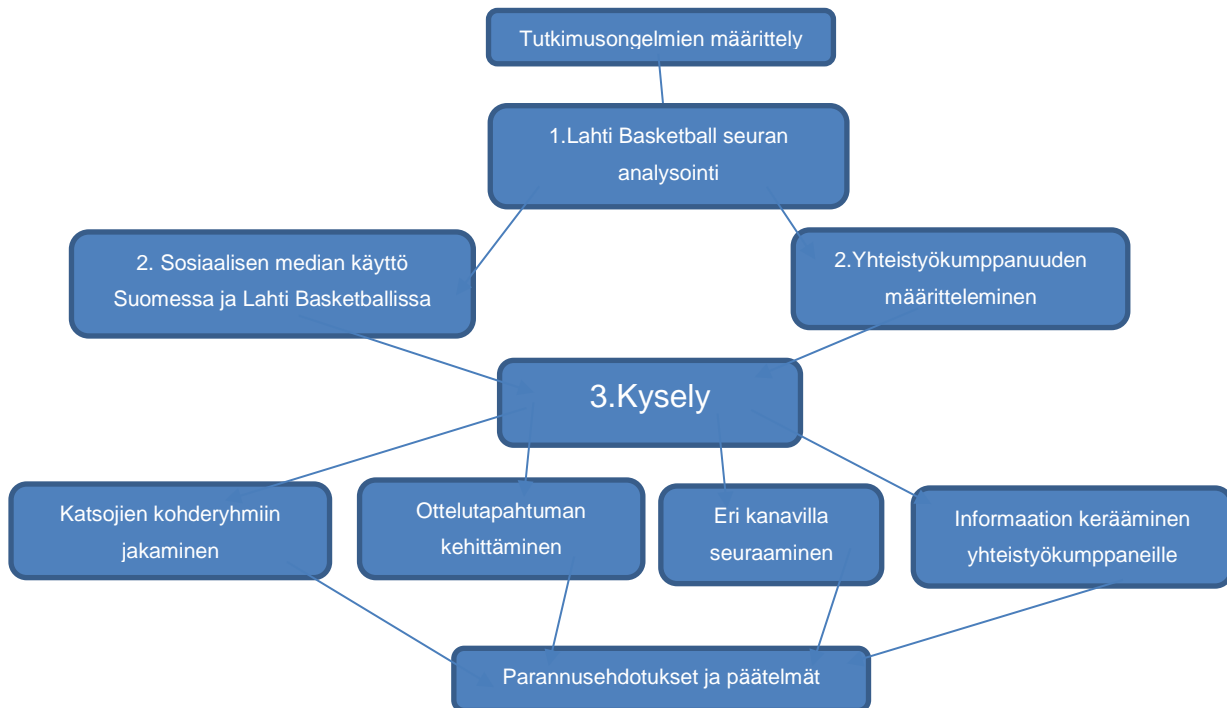 Tutkimusongelmien määrittely
1.Lahti Basketball seuran
analysointi
2. Sosiaalisen median käyttö
Suomessa ja Lahti Basketballissa
2.Yhteistyökumppanuuden
määritteleminen
3.Kysely
Katsojien kohderyhmiin
jakaminen
Ottelutapahtuman
kehittäminen
Eri kanavilla
seuraaminen
Informaation kerääminen
yhteistyökumppaneille
Parannusehdotukset ja päätelmät